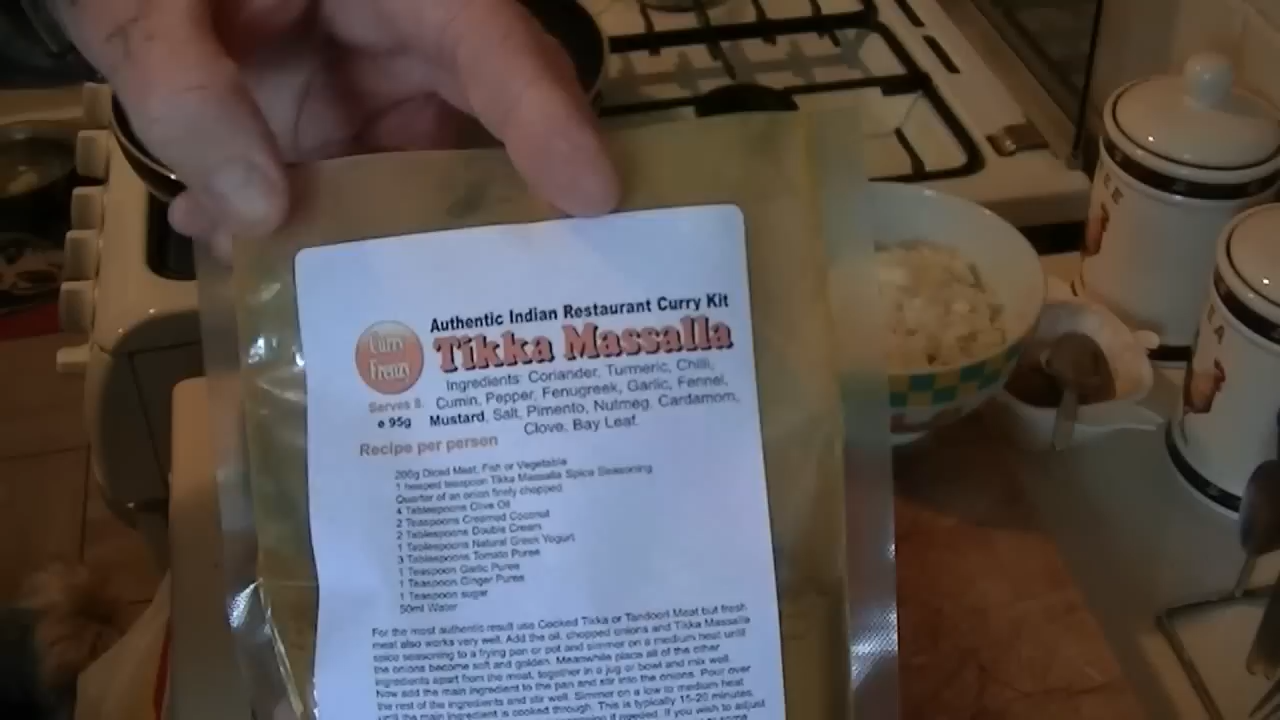 Authentic Indian Restaurant Curry Kit
Tikka Massalla
Curry
Frenzy
Ingredients: Coriander, Turmeric, Chilli,
Cumin, Pepper, Fenugreek, Garlic, Fennel,
Mustard, Salt, Pimento, Nutmeg, Cardamom,
Clove, Bay Leaf.
Serves 8.
e 95g
Recipe per person
200g Diced Meat, Fish or Vegetable
1 heaped teaspoon Tikka Massalla Spice Seasoning
Quarter of an onion finely chopped
4 Tablespoons Olive Oil
2 Teaspoons Creamed Coconut
2 Tablespoons Double Cream
1 Tablespoons Natural Greek Yogurt
3 Tablespoons Tomato Puree
1 Teaspoon Garlic Puree
1 Teaspoon Ginger Puree
1 Teaspoon sugar
50ml Water
For the most authentic result use Cooked Tikka or Tandoori Meat but fresh
meat also works very well. Add the oil, chopped onions and Tikka Massalla
spice seasoning to a frying pan or pot and simmer on a medium heat until
the onions become soft and golden. Meanwhile place all of the other
ingredients apart from the meat, together in a jug or bowl and mix well.
Now add the main ingredient to the pan and stir into the onions. Pour over
the rest of the ingredients and stir well. Simmer on a low to medium heat
until the main ingredient is cooked through. This is typically 15-20 minutes,
if needed. If you wish to adjust
EE
EA